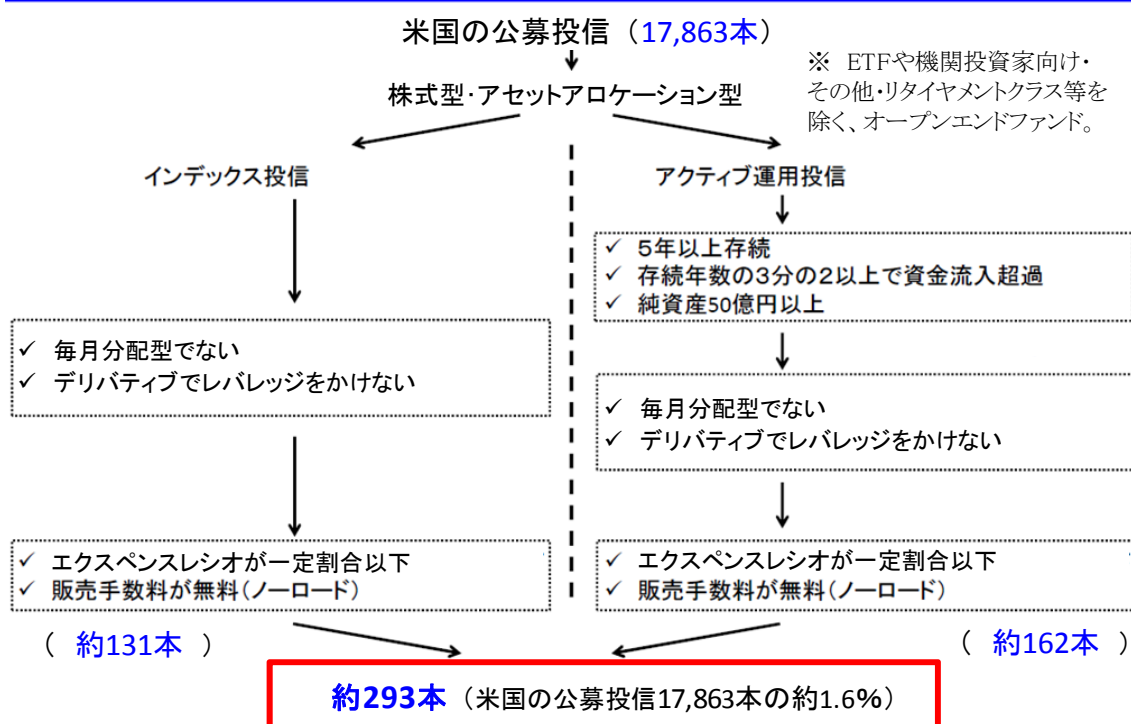 米国の公募投信（17,863本）
※ ETFや機関投資家向け・
その他・リタイヤメントクラス等を
除く、オープンエンドファンド。
株式型・アセットアロケーション型
インデックス投信
✓ 毎月分配型でない
✓ デリバティブでレバレッジをかけない
✓ エクスペンスレシオが一定割合以下
✓ 販売手数料が無料（ノーロード）
（ 約131本 ）
アクティブ運用投信
✓ 5年以上存続
✓ 存続年数の3分の2以上で資金流入超過
✓ 純資産50億円以上
✓ 毎月分配型でない
✓ デリバティブでレバレッジをかけない
✓ エクスペンスレシオが一定割合以下
✓ 販売手数料が無料（ノーロード）
（ 約162本 ）
約293本（米国の公募投信17,863本の約1.6%）